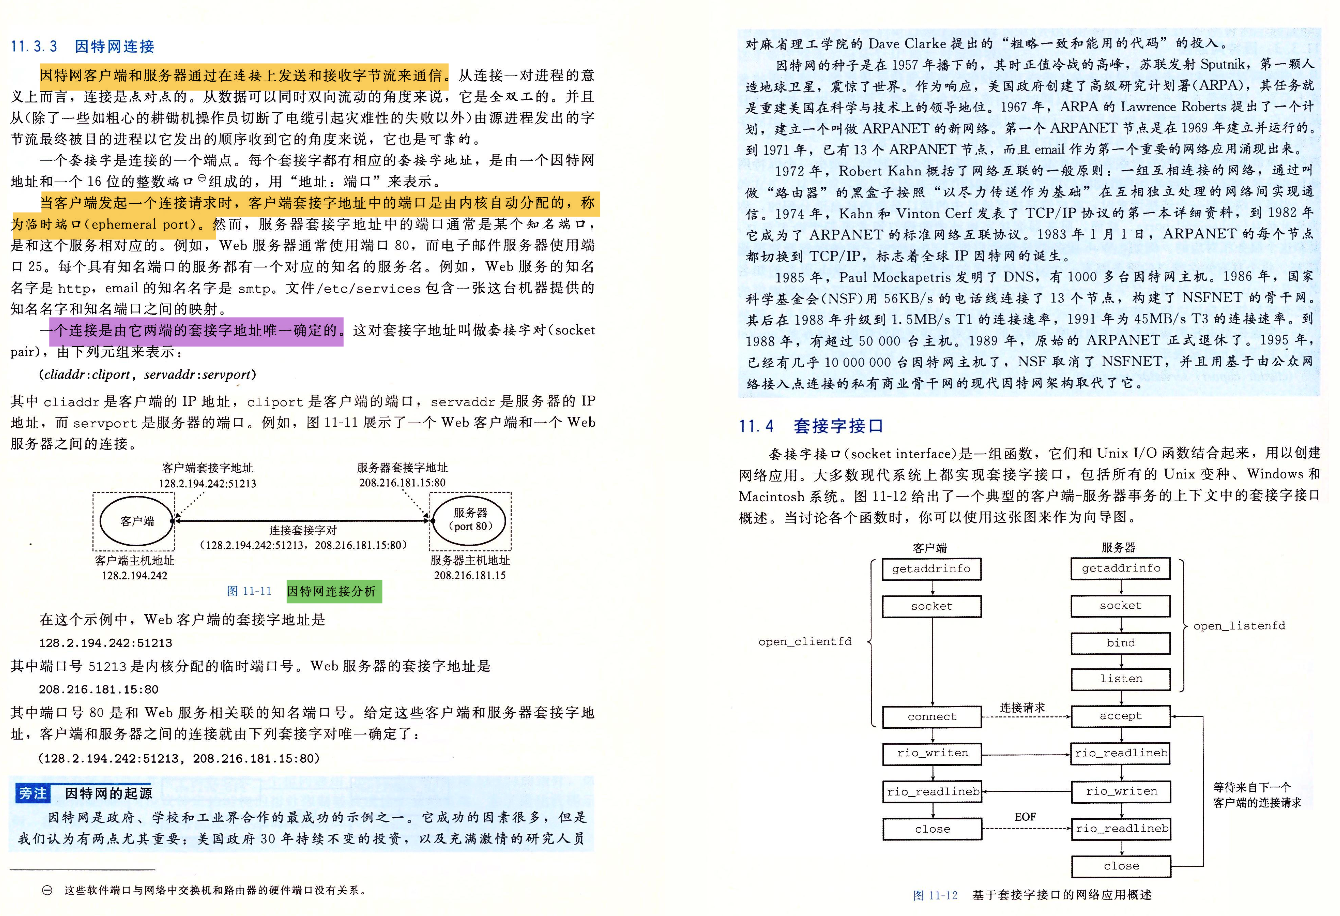 11.3.3 因特网连接
因特网客户端和服务器通过在连接上发送和接收字节流来通信。从连接一对进程的意
义上而言，连接是点对点的。从数据可以同时双向流动的角度来说，它是全双工的。并且
从(除了一些如粗心的耕锄机操作员切断了电缆引起灾难性的失败以外)由源进程发出的字
节流最终被目的进程以它发出的顺序收到它的角度来说，它也是可靠的。
一个套接字是连接的一个端点。每个套接字都有相应的套接字地址，是由一个因特网
地址和一个 16 位的整数端口㊀组成的，用“地址：端口”来表示。
当客户端发起一个连接请求时，客户端套接字地址中的端口是由内核自动分配的，称
为临时端口(ephemeral port)。然而，服务器套接字地址中的端口通常是某个知名端口，
是和这个服务相对应的。例如，Web 服务器通常使用端口 80，而电子邮件服务器使用端
口 25。每个具有知名端口的服务都有一个对应的知名的服务名。例如，Web 服务的知名
名字是 http，email 的知名名字是 smtp。文件/etc/services 包含一张这台机器提供的
知名名字和知名端口之间的映射。
一个连接是由它两端的套接字地址唯一确定的。这对套接字地址叫做套接字对(socket
pair)，由下列元组来表示：
(cliaddr:cliport, servaddr:servport)
其中 cliaddr 是客户端的 IP 地址，cliport 是客户端的端口，servaddr 是服务器的 IP
地址，而 servport 是服务器的端口。例如，图 11-11 展示了一个 Web 客户端和一个 Web
服务器之间的连接。
客户端套接字地址
128.2.194.242:51213
服务器套接字地址
208.216.181.15:80
客户端
服务器
(port 80)
连接套接字对
(128.2.194.242:51213，208.216.181.15:80)
客户端主机地址
128.2.194.242
服务器主机地址
208.216.181.15
图 11-11 因特网连接分析
在这个示例中，Web 客户端的套接字地址是
128.2.194.242:51213
其中端口号 51213 是内核分配的临时端口号。Web 服务器的套接字地址是
208.216.181.15:80
其中端口号 80 是和 Web 服务相关联的知名端口号。给定这些客户端和服务器套接字地
址，客户端和服务器之间的连接就由下列套接字对唯一确定了：
(128.2.194.242:51213, 208.216.181.15:80)
旁注 因特网的起源
因特网是政府、学校和工业界合作的最成功的示例之一。它成功的因素很多，但是
我们认为有两点尤其重要：美国政府 30 年持续不变的投资，以及充满激情的研究人员
㊀ 这些软件端口与网络中交换机和路由器的硬件端口没有关系。
对麻省理工学院的 Dave Clarke 提出的“粗略一致和能用的代码”的投入。
因特网的种子是在 1957 年播下的，其时正值冷战的高峰，苏联发射 Sputnik，第一颗人
造地球卫星，震惊了世界。作为响应，美国政府创建了高级研究计划署(ARPA)，其任务就
是重建美国在科学与技术上的领导地位。1967 年，ARPA 的 Lawrence Roberts 提出了一个计
划，建立一个叫做 ARPANET 的新网络。第一个 ARPANET 节点是在 1969 年建立并运行的。
到 1971 年，已有 13 个 ARPANET 节点，而且 email 作为第一个重要的网络应用涌现出来。
1972 年，Robert Kahn 概括了网络互联的一般原则：一组互相连接的网络，通过叫
做“路由器”的黑盒子按照“以尽力传送作为基础”在互相独立处理的网络间实现通
信。1974 年，Kahn 和 Vinton Cerf 发表了 TCP/IP 协议的第一本详细资料，到 1982 年
它成为了 ARPANET 的标准网络互联协议。1983 年 1 月 1 日，ARPANET 的每个节点
都切换到 TCP/IP，标志着全球 IP 因特网的诞生。
1985 年，Paul Mockapetris 发明了 DNS，有 1000 多台因特网主机。1986 年，国家
科学基金会(NSF)用 56KB/s 的电话线连接了 13 个节点，构建了 NSFNET 的骨干网。
其后在 1988 年升级到 1.5MB/s T1 的连接速率，1991 年为 45MB/s T3 的连接速率。到
1988 年，有超过 50 000 台主机。1989 年，原始的 ARPANET 正式退休了。1995 年，
已经有几乎 10 000 000 台因特网主机了，NSF 取消了 NSFNET，并且用基于由公众网
络接入点连接的私有商业骨干网的现代因特网架构取代了它。
11.4 套接字接口
套接字接口(socket interface)是一组函数，它们和 Unix I/O 函数结合起来，用以创建
网络应用。大多数现代系统上都实现套接字接口，包括所有的 Unix 变种、Windows 和
Macintosh 系统。图 11-12 给出了一个典型的客户端-服务器事务的上下文中的套接字接口
概述。当讨论各个函数时，你可以使用这张图来作为向导图。
客户端
服务器
getaddrinfo
getaddrinfo
socket
socket
open_clientfd
bind
open_listenfd
listen
connect
连接请求
accept
rio_writen
rio_readlineb
rio_readlineb
rio_writen
等待来自下一个
客户端的连接请求
close
EOF
rio_readlineb
close
图 11-12 基于套接字接口的网络应用概述